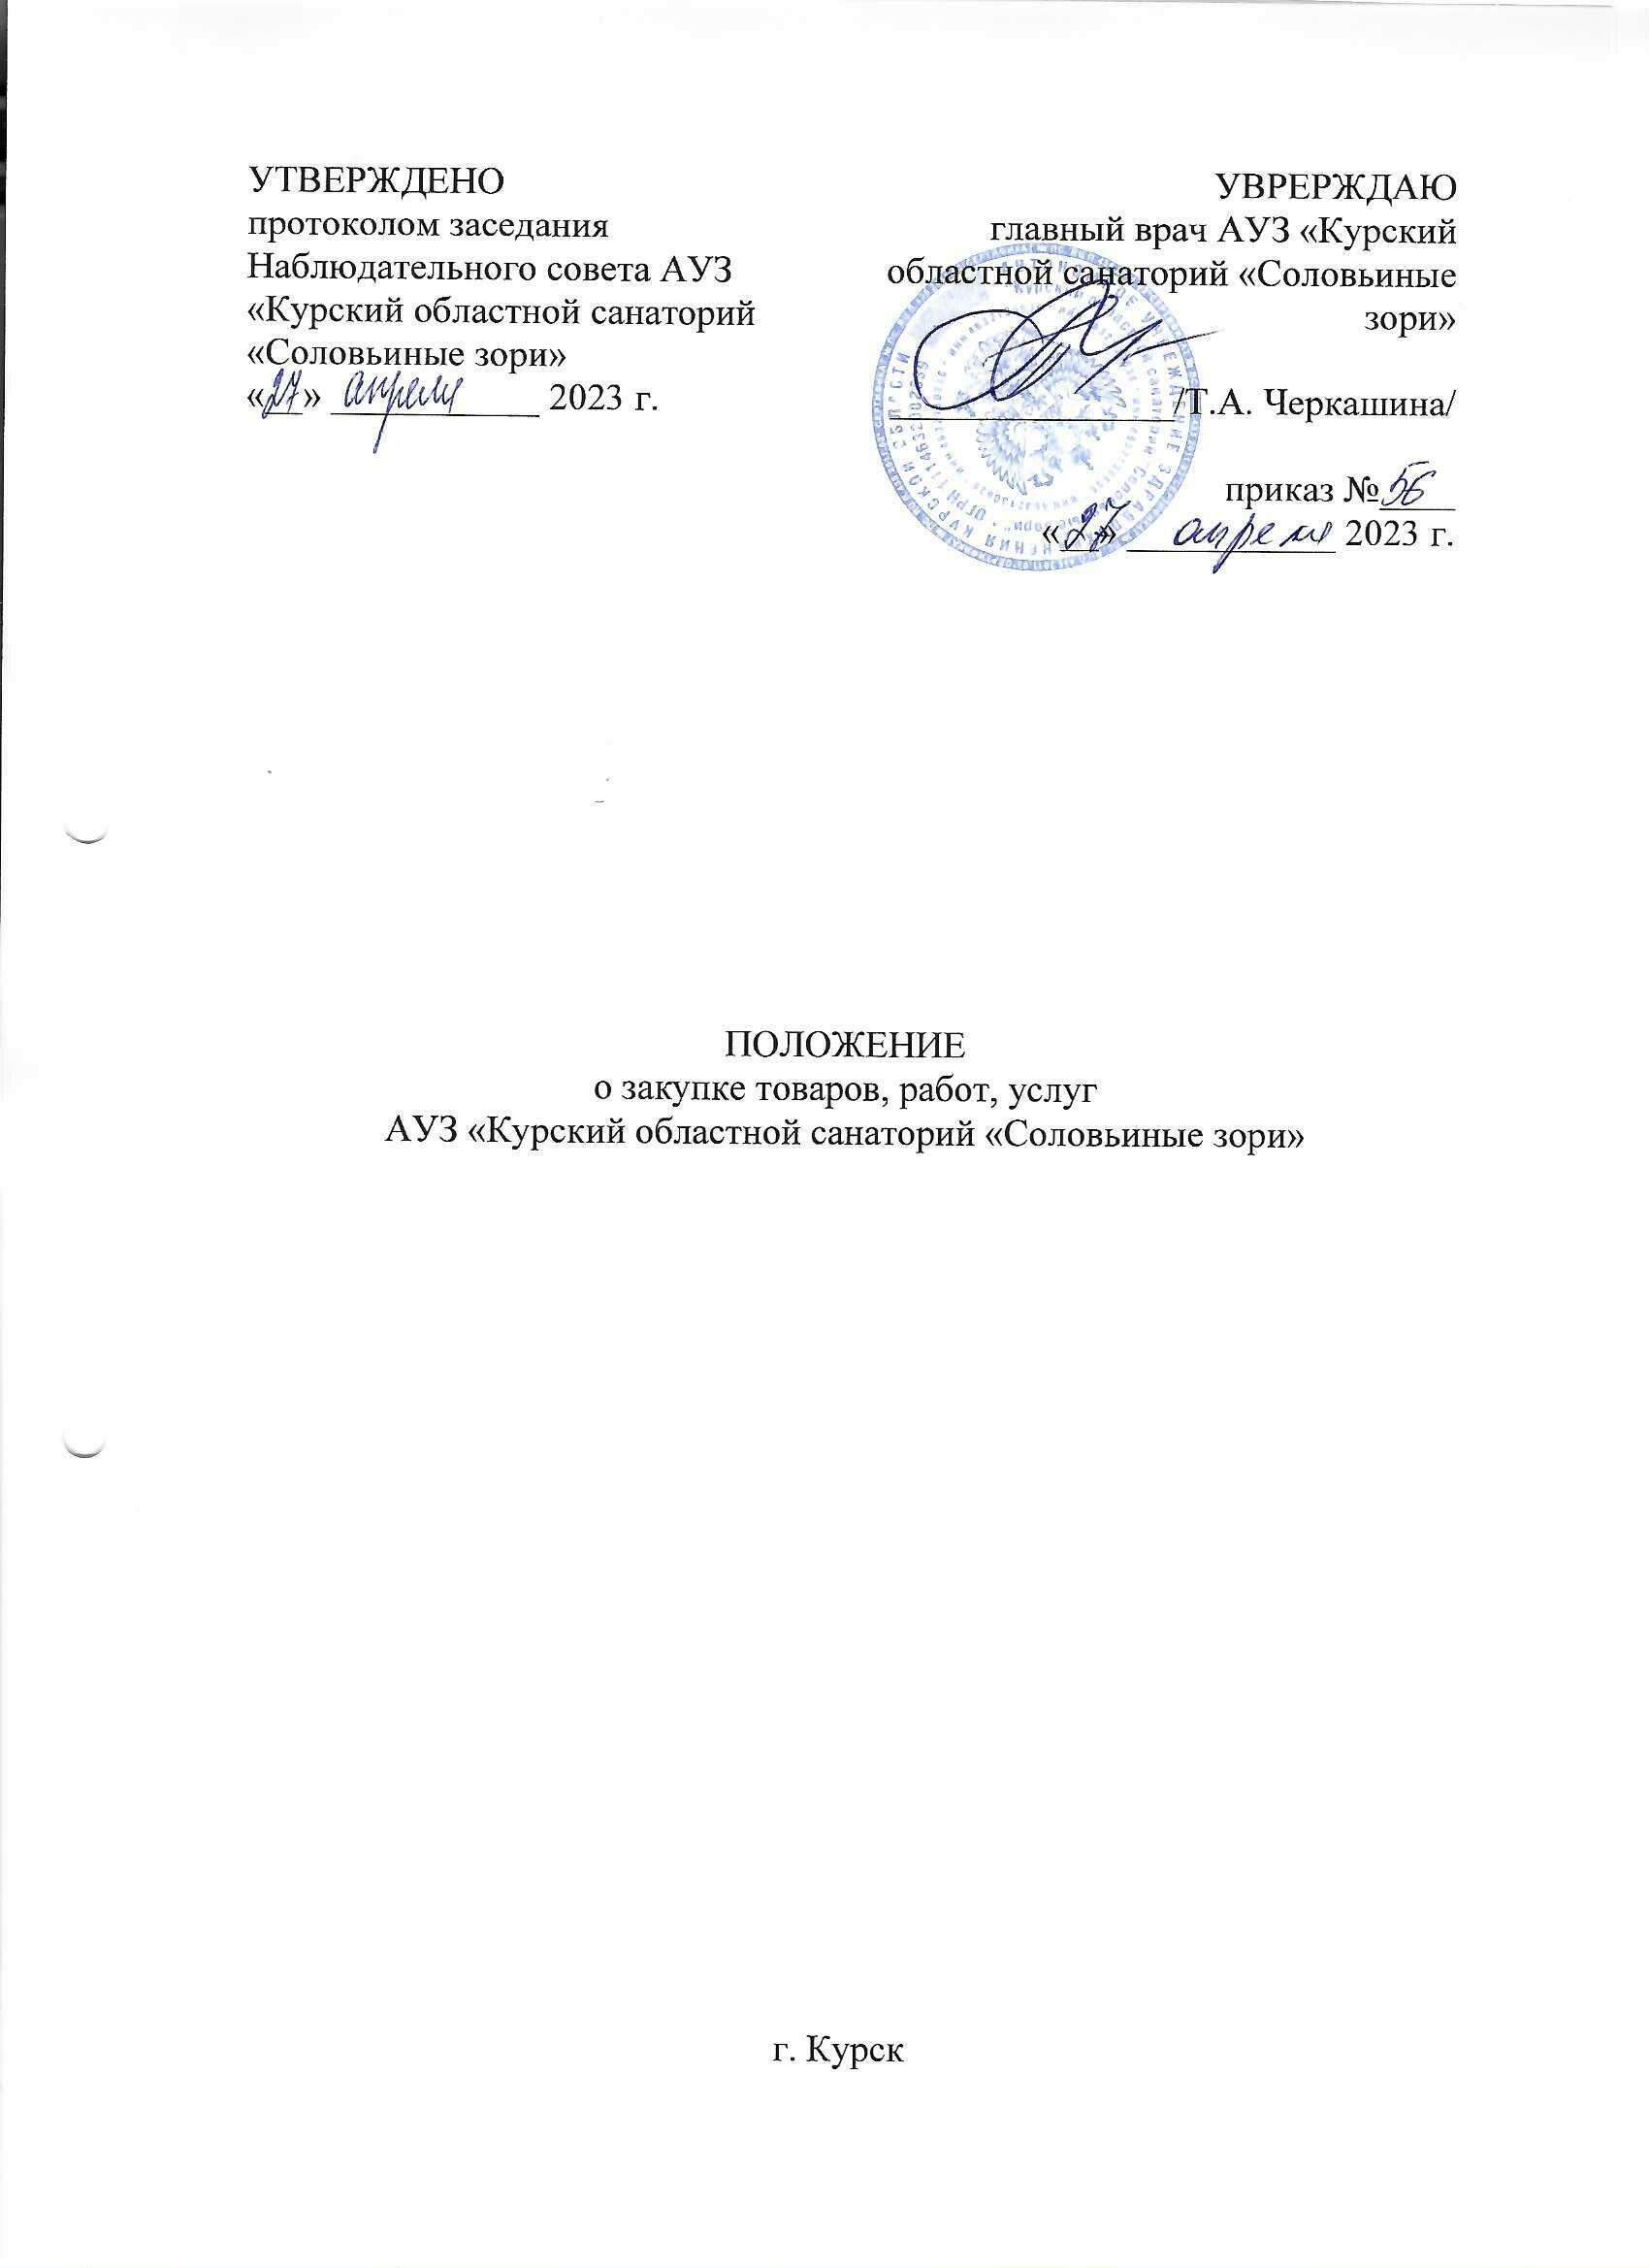 УТВЕРЖДЕНО
протоколом заседания
Наблюдательного совета АУЗ
«Курский областной санаторий
«Соловьиные зори»
«27» апреля 2023 г.
УВРЕРЖДАЮ
главный врач АУЗ «Курский
областной санаторий «Соловьиные
зори»
/Т.А. Черкашина/
приказ №56
«27» апреля 2023 г.
ПОЛОЖЕНИЕ
о закупке товаров, работ, услуг
АУЗ «Курский областной санаторий «Соловьиные зори»
г. Курск